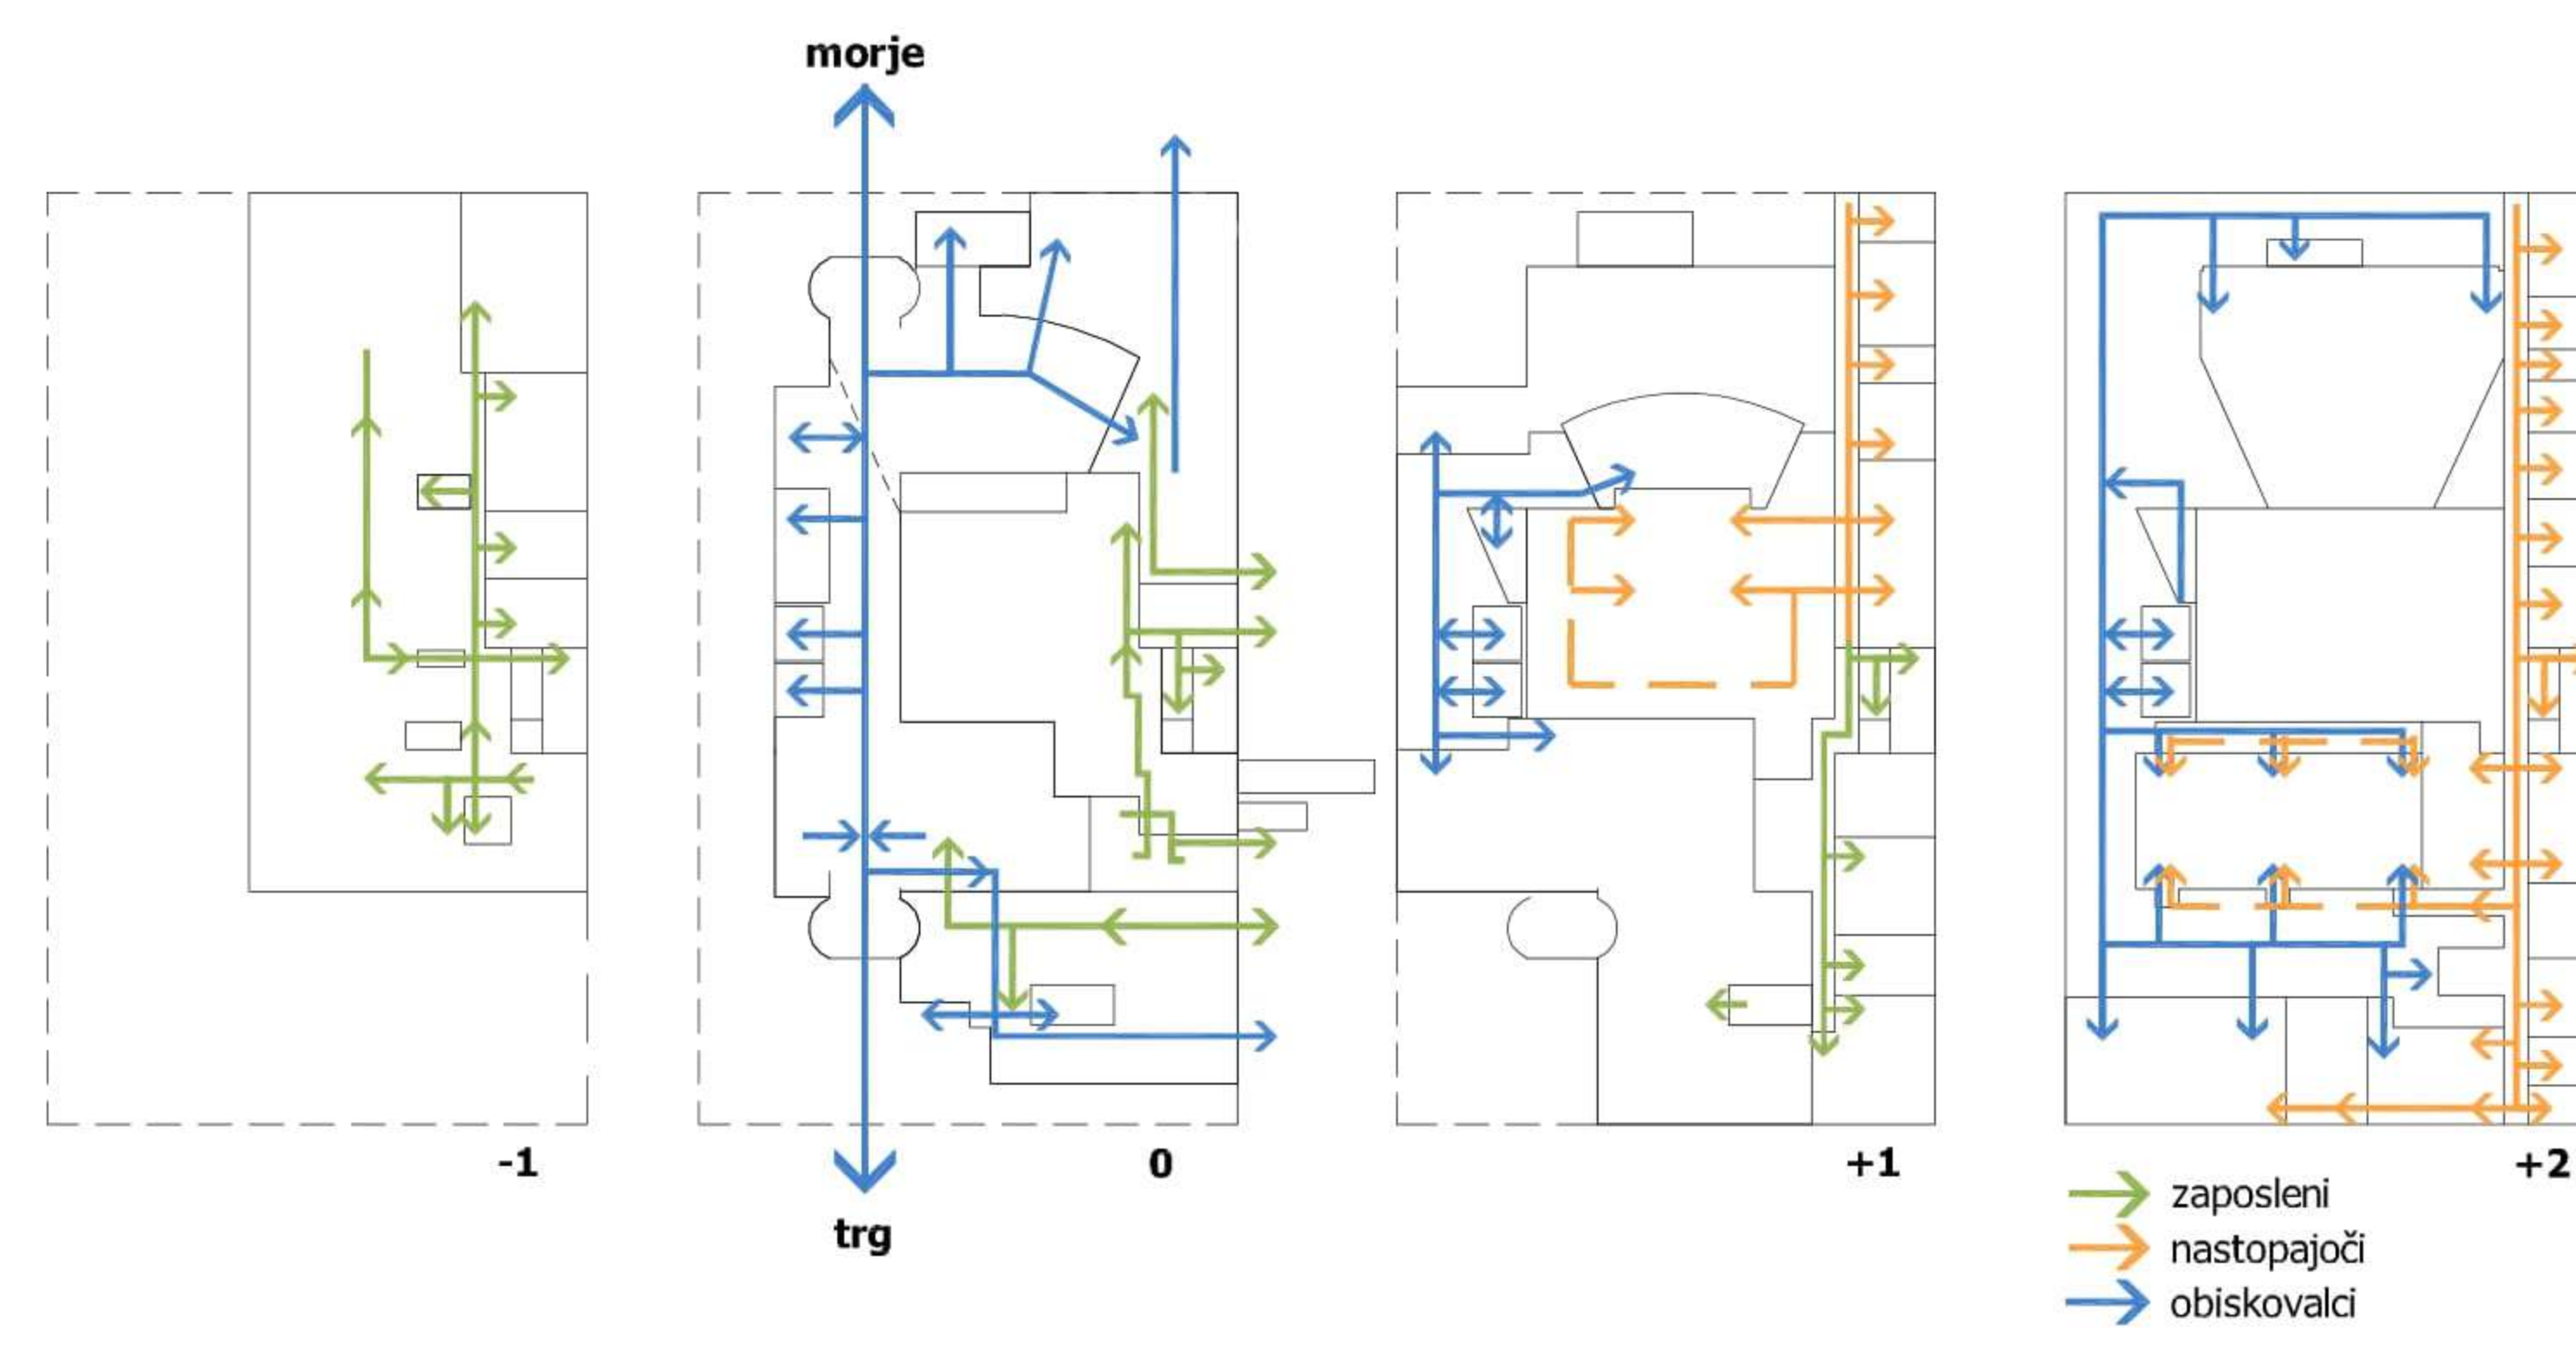 morje
-1
0
+1
+2
trg
zaposleni
nastopajoči
obiskovalci